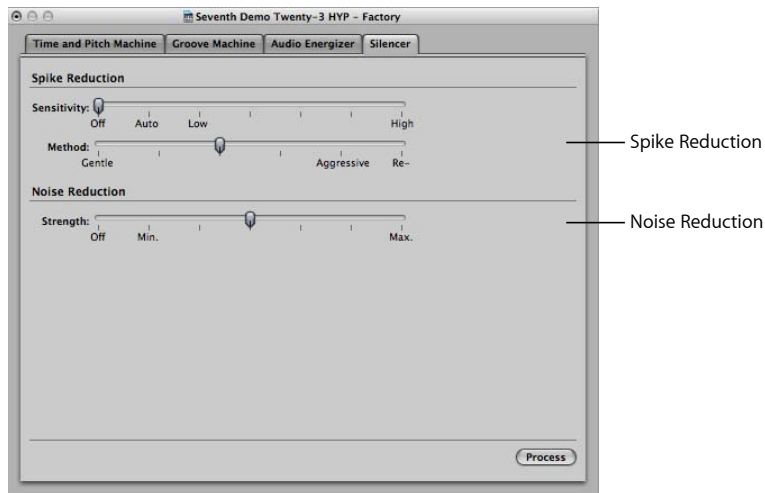 Seventh Demo Twenty-3 HYP - Factory
Time and Pitch Machine Groove Machine Audio Energizer Silencer
Spike Reduction
Sensitivity:
Off Auto Low High
Method:
Gentle Aggressive Re-
Spike Reduction
Noise Reduction
Strength:
Off Min. Max.
Noise Reduction
Process